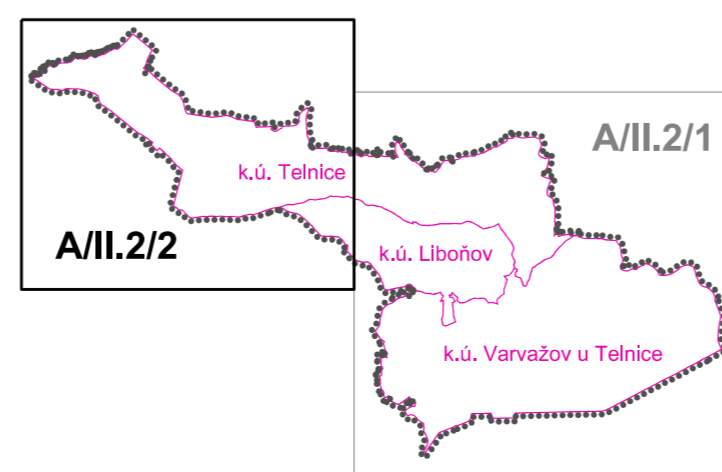 A/II.2/1
k.ú. Telnice
A/II.2/2
k.ú. Liboňov
k.ú. Varvažov u Telnice